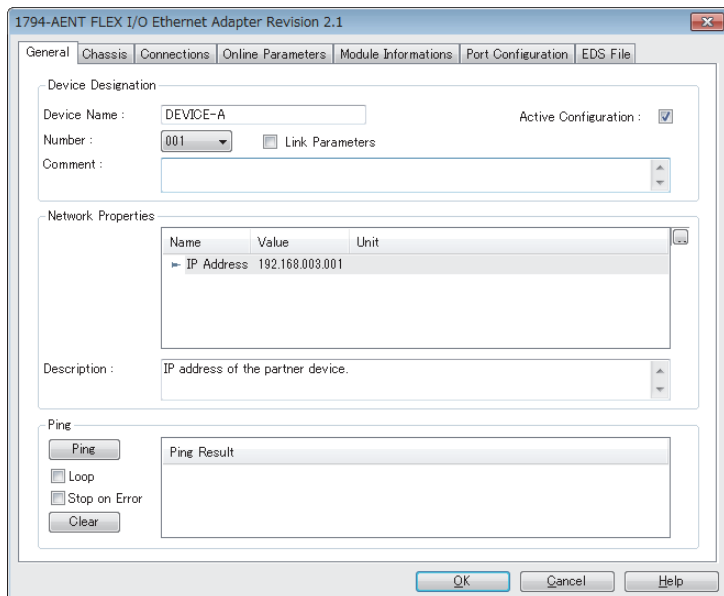 1794-AENT FLEX I/O Ethernet Adapter Revision 2.1
General Chassis Connections Online Parameters Module Informations Port Configuration EDS File
Device Designation
Device Name : DEVICE-A Active Configuration :
Number : 001 Link Parameters
Comment :
Network Properties
Name Value Unit
IP Address 192.168.003.001
Description : IP address of the partner device.
Ping
Ping Ping Result
Loop
Stop on Error
Clear
OK Cancel Help